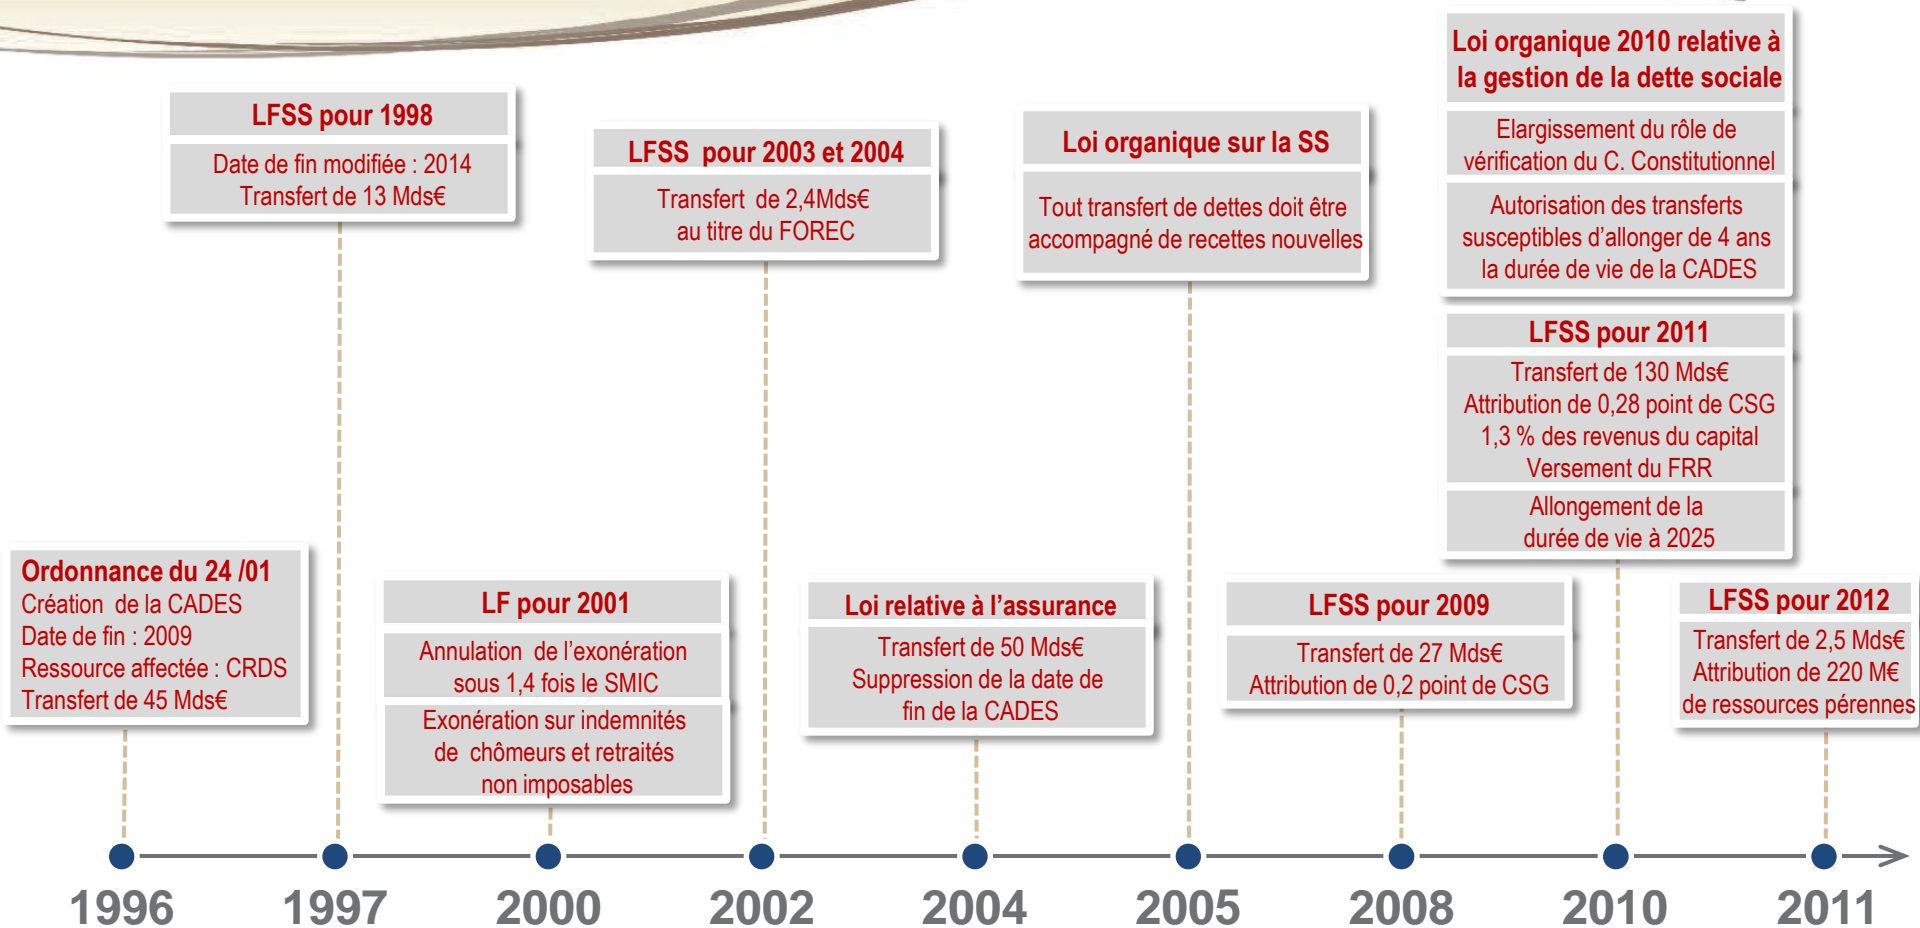 Ordonnance du 24 /01
Création  de la CADES
Date de fin : 2009
Ressource affectée : CRDS
Transfert de 45 Mds€
LFSS pour 1998
Date de fin modifiée : 2014
Transfert de 13 Mds€
LF pour 2001
Annulation  de l’exonération
sous 1,4 fois le SMIC
Exonération sur indemnités
de  chômeurs et retraités
non imposables
LFSS  pour 2003 et 2004
Transfert  de 2,4Mds€
au titre du FOREC
Loi relative à l’assurance
Transfert de 50 Mds€
Suppression de la date de
fin de la CADES
Loi organique sur la SS
Tout transfert de dettes doit être
accompagné de recettes nouvelles
LFSS pour 2009
Transfert de 27 Mds€
Attribution de 0,2 point de CSG
Loi organique 2010 relative à
la gestion de la dette sociale
Elargissement du rôle de
vérification du C. Constitutionnel
Autorisation des transferts
susceptibles d’allonger de 4 ans
la durée de vie de la CADES
LFSS pour 2011
Transfert de 130 Mds€
Attribution de 0,28 point de CSG
1,3 % des revenus du capital
Versement du FRR
Allongement de la
durée de vie à 2025
LFSS pour 2012
Transfert de 2,5 Mds€
Attribution de 220 M€
de ressources pérennes
1996
1997
2000
2002
2004
2005
2008
2010
2011